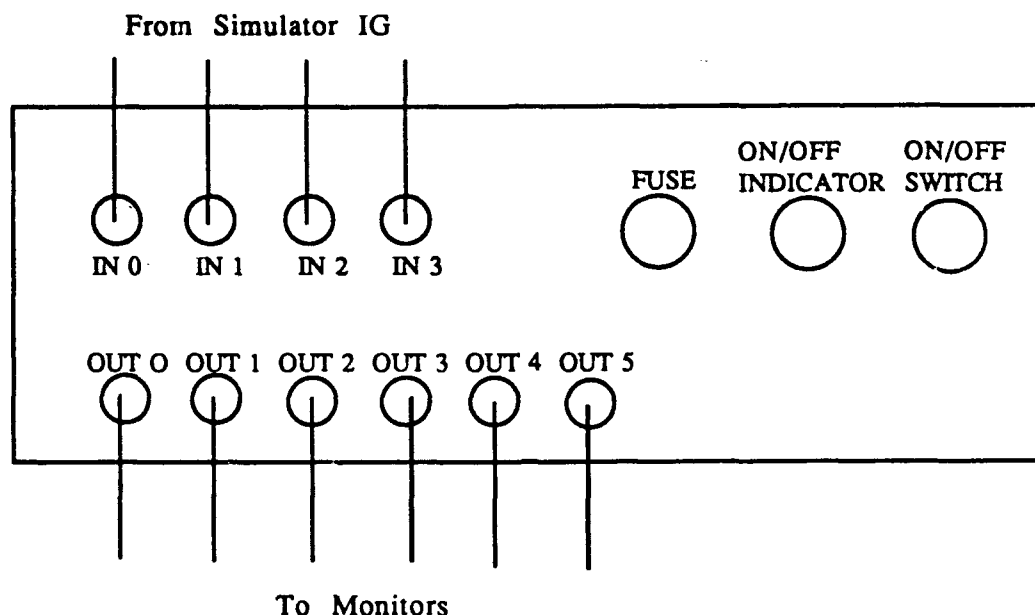 From Simulator IG
ON/OFF INDICATOR
ON/OFF SWITCH
FUSE
IN 0 IN 1 IN 2 IN 3
OUT O OUT 1 OUT 2 OUT 3 OUT 4 OUT 5
To Monitors